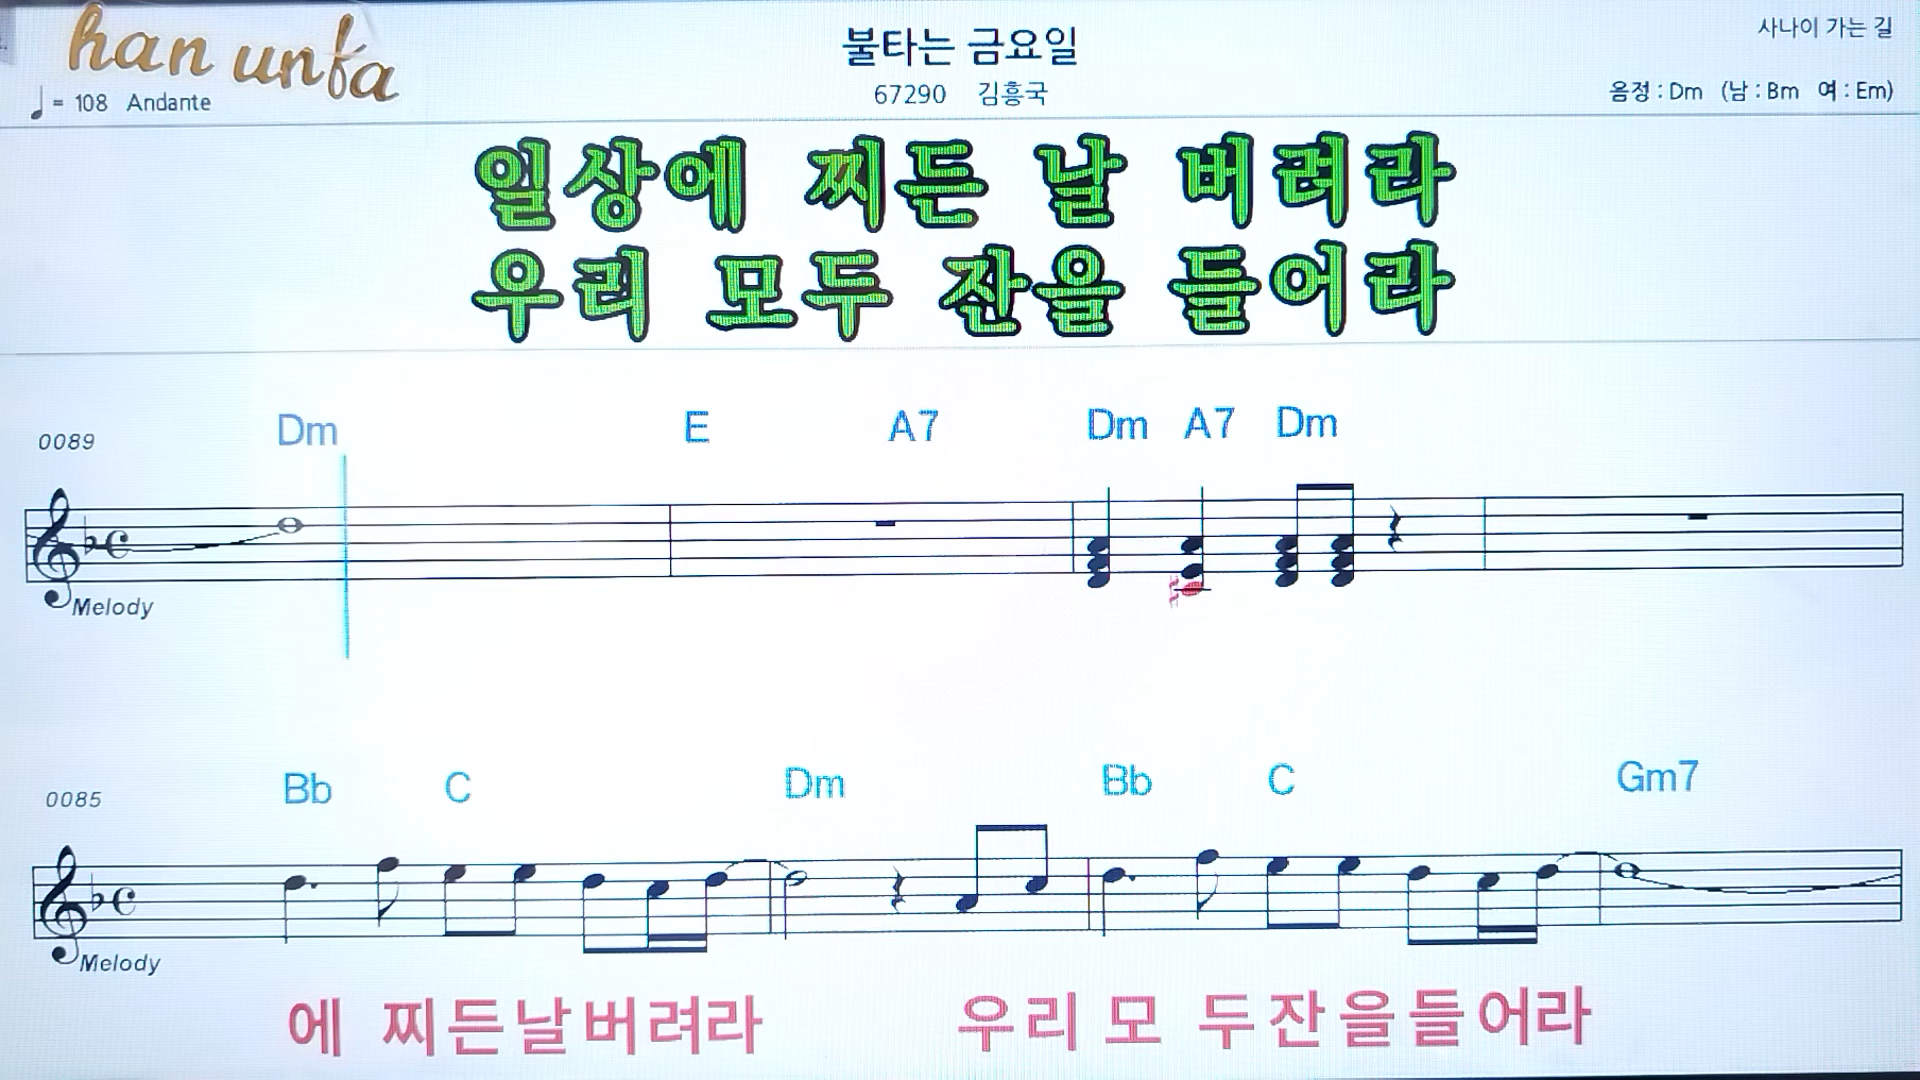 han unfa
불타는 금요일
사나이 가는 길
♩= 108 Andante
67290 김흥국
음정 : Dm (남 : Bm 여 : Em)
일상에 찌든 날 버려라
우리 모두 잔을 들어라
0089 Dm E A7 Dm A7 Dm
Melody
0085 Bb C Dm Bb C Gm7
Melody
에 찌든날버려라 우리 모 두잔을들어라